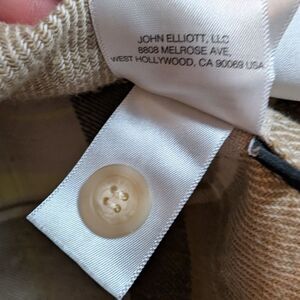 JOHN ELLIOTT, LLC
8808 MELROSE AVE,
WEST HOLLYWOOD, CA 90069 USA